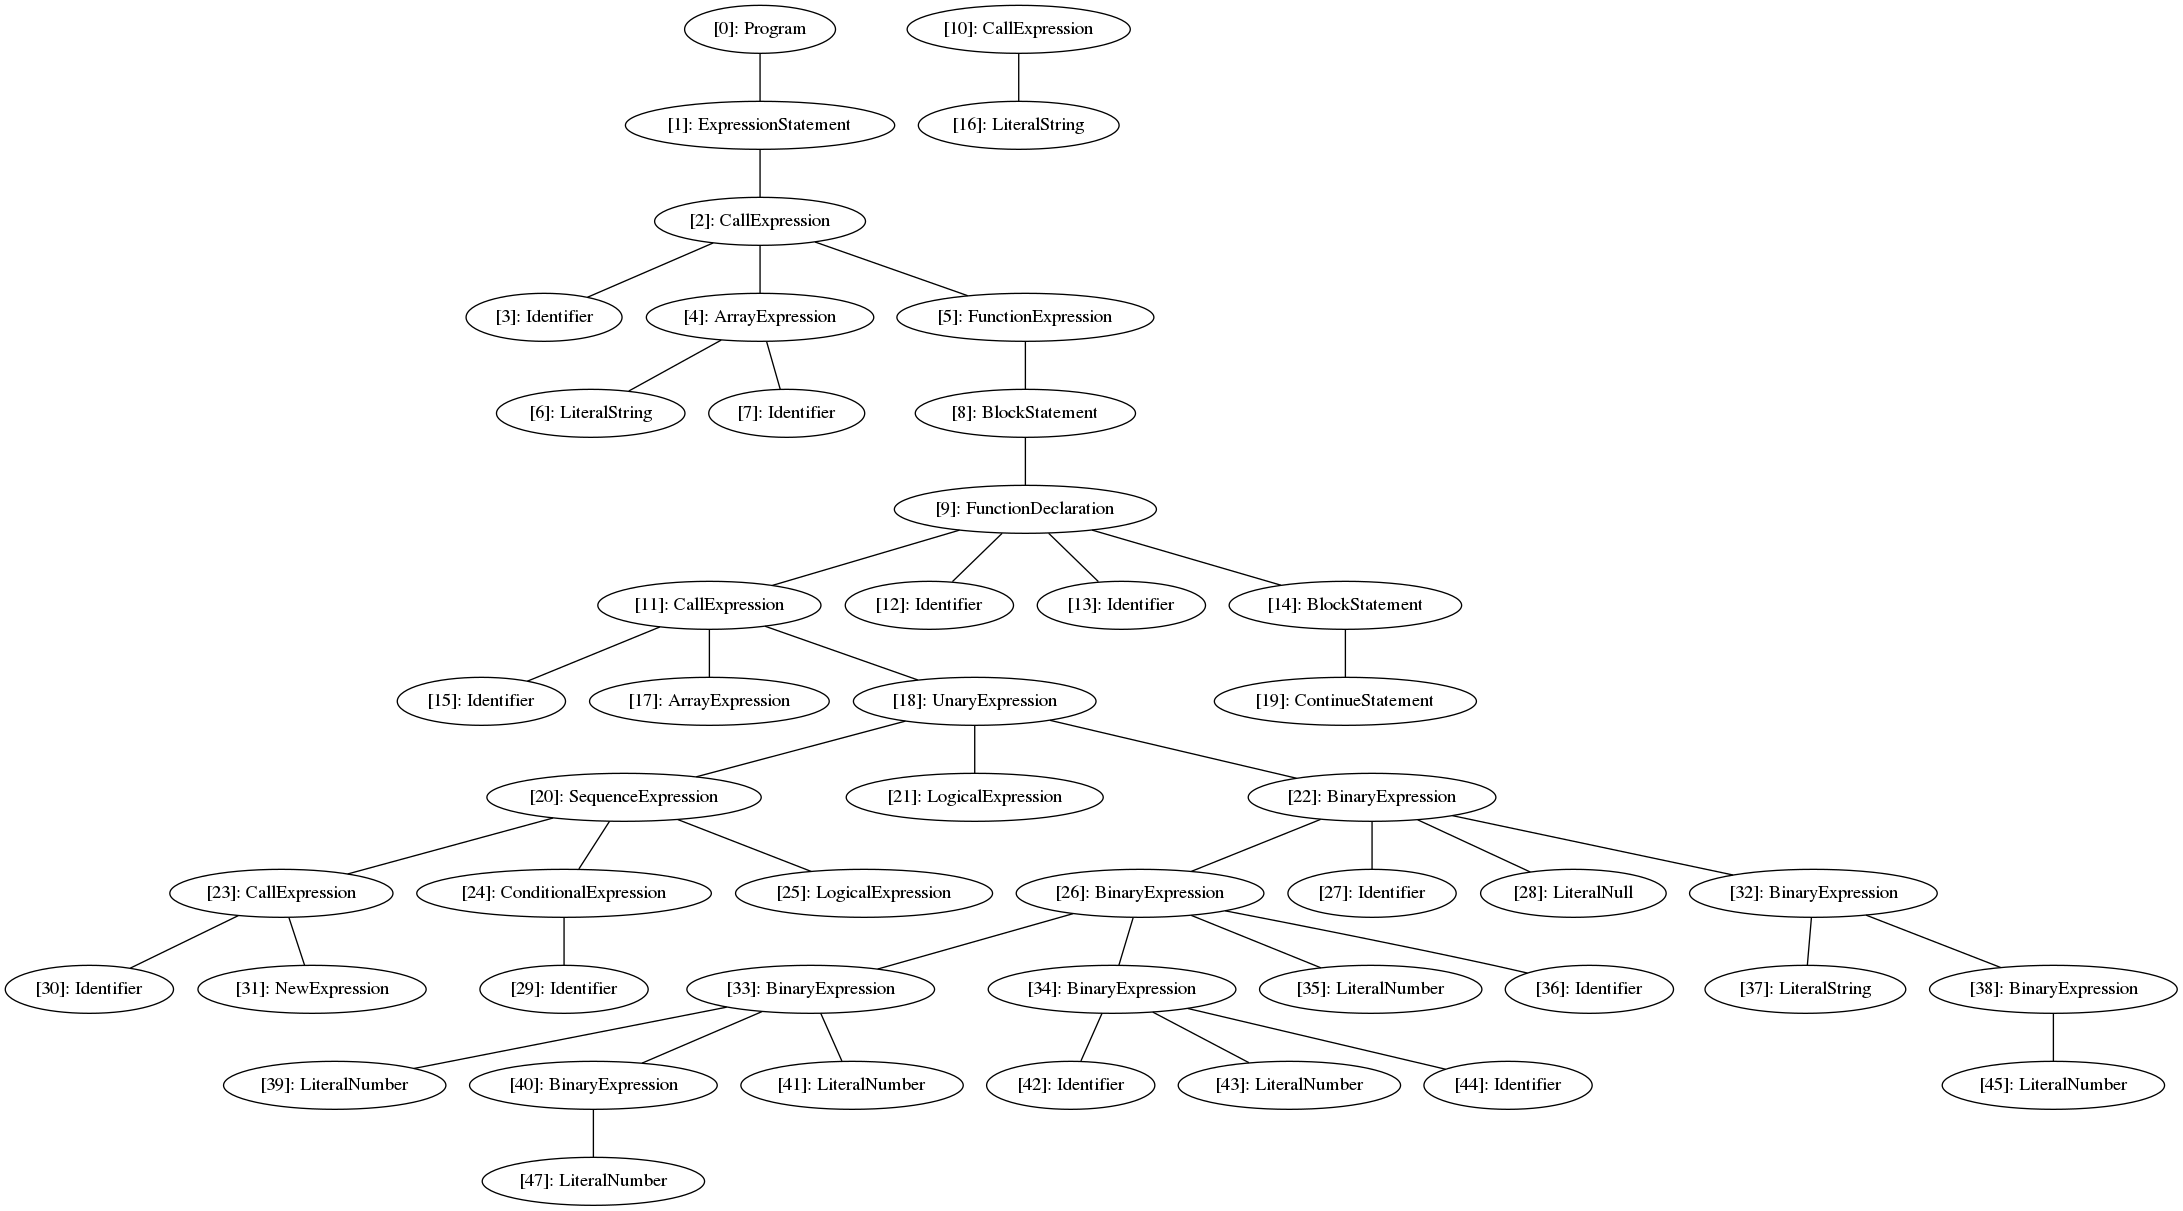 [0]: Program
[10]: CallExpression
[1]: ExpressionStatement
[16]: LiteralString
[2]: CallExpression
[3]: Identifier
[4]: ArrayExpression
[5]: FunctionExpression
[6]: LiteralString
[7]: Identifier
[8]: BlockStatement
[9]: FunctionDeclaration
[11]: CallExpression
[12]: Identifier
[13]: Identifier
[14]: BlockStatement
[15]: Identifier
[17]: ArrayExpression
[18]: UnaryExpression
[19]: ContinueStatement
[20]: SequenceExpression
[21]: LogicalExpression
[22]: BinaryExpression
[23]: CallExpression
[24]: ConditionalExpression
[25]: LogicalExpression
[26]: BinaryExpression
[27]: Identifier
[28]: LiteralNull
[32]: BinaryExpression
[30]: Identifier
[31]: NewExpression
[29]: Identifier
[33]: BinaryExpression
[34]: BinaryExpression
[35]: LiteralNumber
[36]: Identifier
[37]: LiteralString
[38]: BinaryExpression
[39]: LiteralNumber
[40]: BinaryExpression
[41]: LiteralNumber
[42]: Identifier
[43]: LiteralNumber
[44]: Identifier
[45]: LiteralNumber
[47]: LiteralNumber